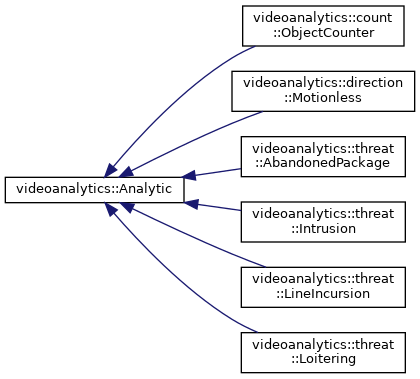 videoanalytics::count
::ObjectCounter
videoanalytics::direction
::Motionless
videoanalytics::threat
::AbandonedPackage
videoanalytics::Analytic
videoanalytics::threat
::Intrusion
videoanalytics::threat
::LineIncursion
videoanalytics::threat
::Loitering